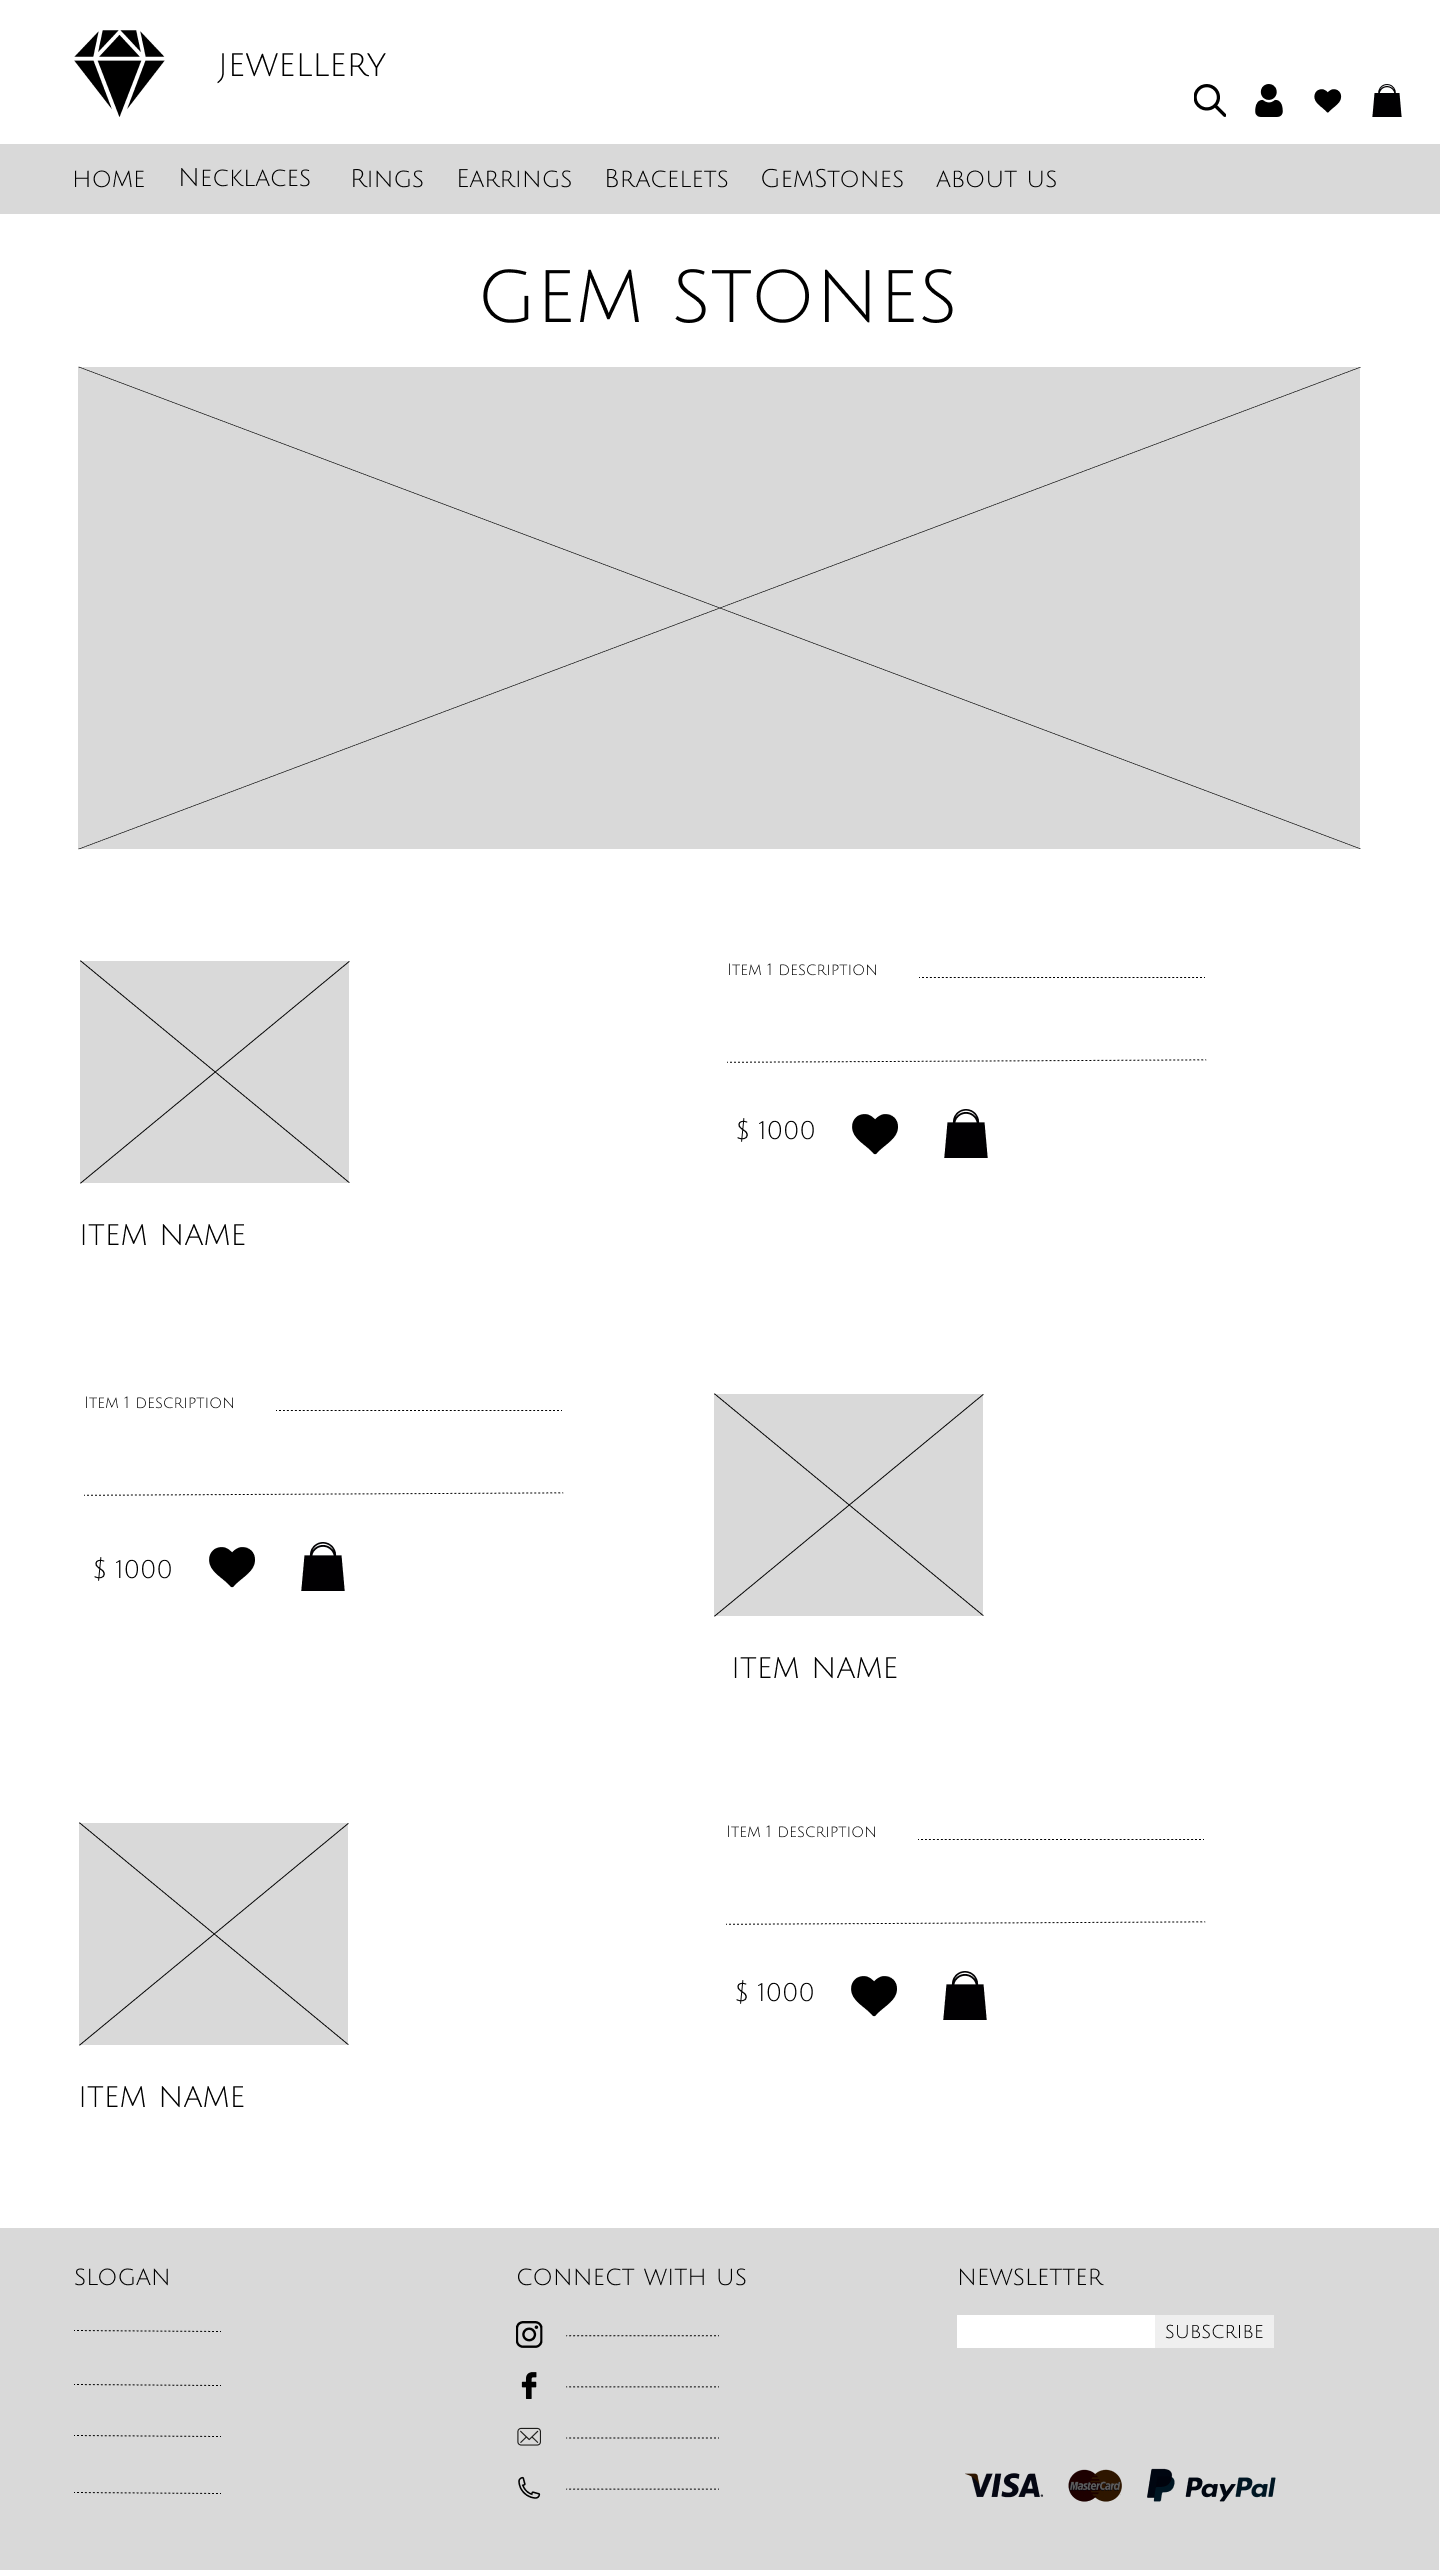 JEWELLERY
HOME Necklaces Rings Earrings Bracelets GemStones ABOUT US
GEM STONES
Item 1 description
$ 1000
ITEM NAME
Item 1 description
$ 1000
ITEM NAME
Item 1 description
$ 1000
ITEM NAME
SLOGAN
CONNECT WITH US
NEWSLETTER
SUBSCRIBE
VISA MasterCard PayPal